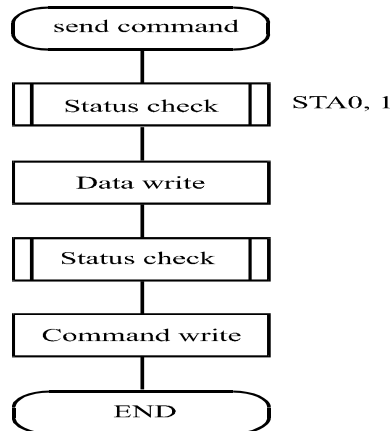 send command
Status check STA0, 1
Data write
Status check
Command write
END